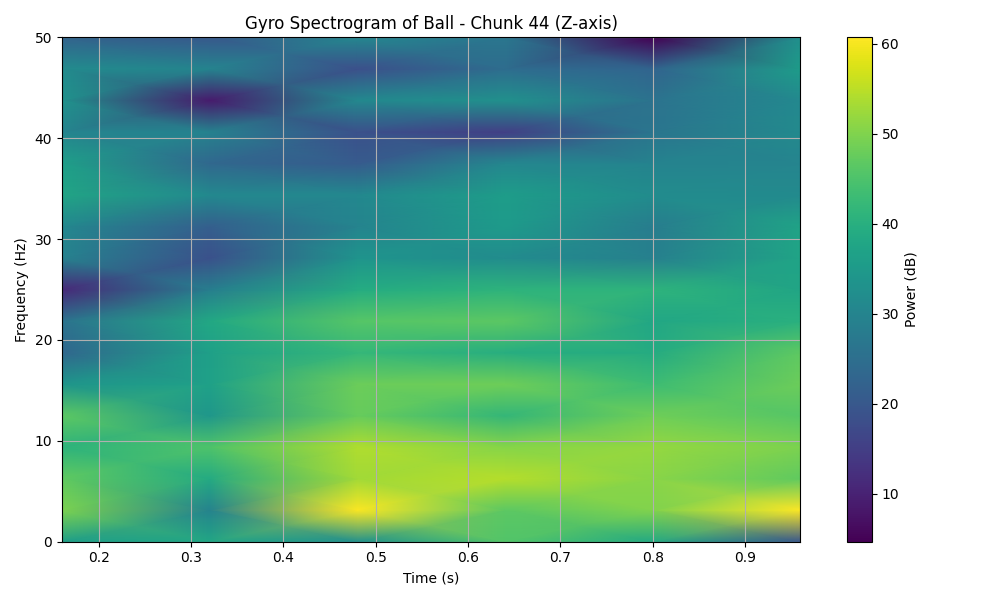 Gyro Spectrogram of Ball - Chunk 44 (Z-axis)
Frequency (Hz)
50
40
30
20
10
0
0.2 0.3 0.4 0.5 0.6 0.7 0.8 0.9
Time (s)
60
50
40
30
20
10
Power (dB)